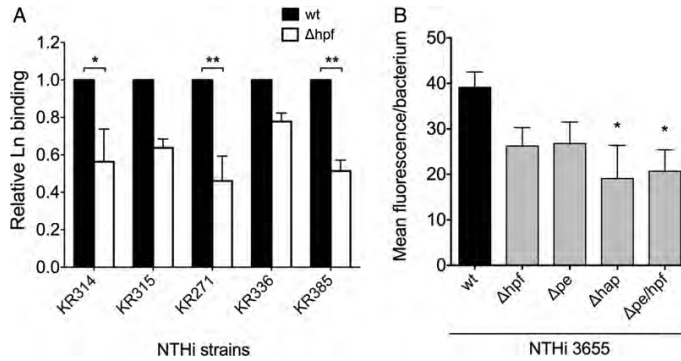 A
wt
Δhpf
Relative Ln binding
1.2
1.0
0.8
0.6
0.4
0.2
0.0
*
**
**
KR314
KR315
KR271
KR336
KR385
NTHi strains
B
Mean fluorescence/bacterium
50
40
30
20
10
0
*
*
wt
Δhpf
Δpe
Δhap
Δpe/hpf
NTHi 3655